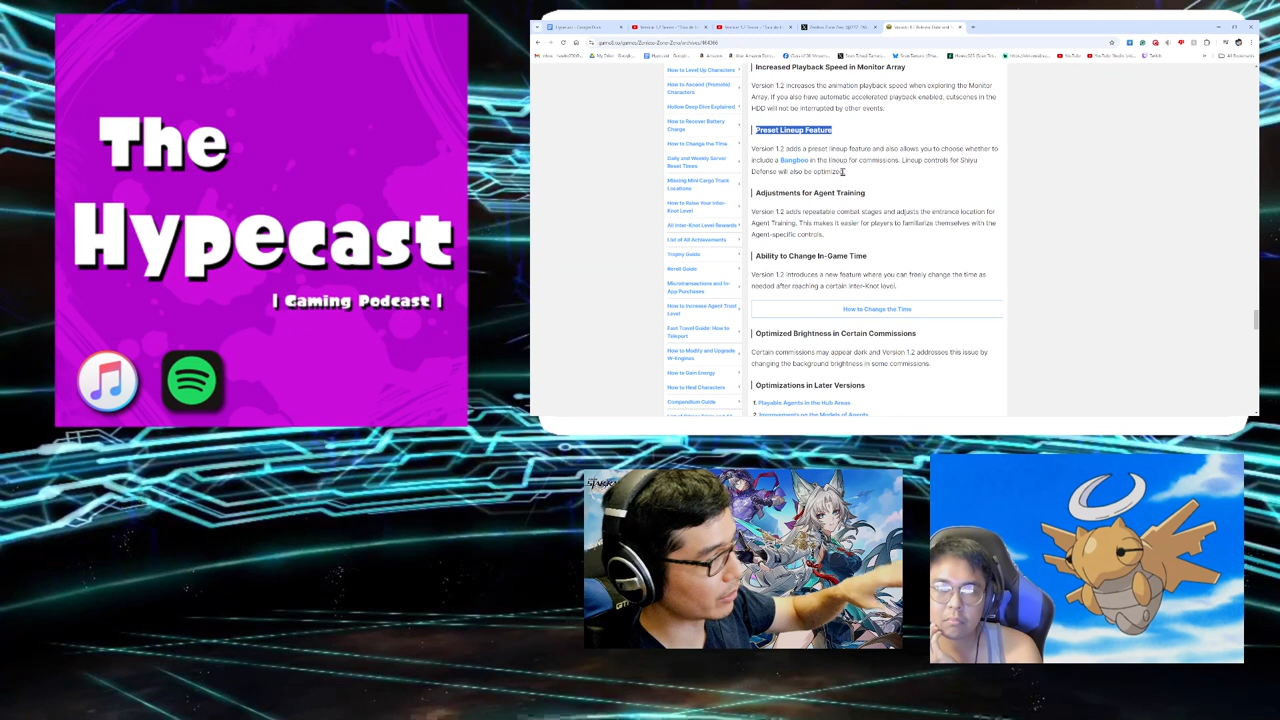 The
Hypecast
| Gaming Podcast |
Increased Playback Speed in Monitor Array
Version 1.2 increases the animation playback speed when exploring the Monitor
Array. If you also have automatic accelerated playback enabled, cutscenes in the
HDD will not be interrupted by other events.
Preset Lineup Feature
Version 1.2 adds a preset lineup feature and also allows you to choose whether to
include a Bangboo in the lineup for commissions. Lineup controls for Shiyu
Defense will also be optimized.
Adjustments for Agent Training
Version 1.2 adds repeatable combat stages and adjusts the entrance location for
Agent Training. This makes it easier for players to familiarize themselves with the
Agent-specific controls.
Ability to Change In-Game Time
Version 1.2 introduces a new feature where you can freely change the time as
needed after reaching a certain Inter-Knot level.
How to Change the Time
Optimized Brightness in Certain Commissions
Certain commissions may appear dark and Version 1.2 addresses this issue by
changing the background brightness in some commissions.
Optimizations in Later Versions
1. Playable Agents in the Hub Areas
2. Improvements on the Models of Agents
How to Level Up Characters
How to Ascend (Promote)
Characters
Hollow Deep Dive Explained
How to Recover Battery
Charge
How to Change the Time
Daily and Weekly Server
Reset Times
Missing Mini Cargo Truck
Locations
How to Raise Your Inter-
Knot Level
All Inter-Knot Level Rewards
List of All Achievements
Trophy Guide
Reroll Guide
Microtransactions and In-
App Purchases
How to Increase Agent Trust
Level
Fast Travel Guide: How to
Teleport
How to Modify and Upgrade
W-Engines
How to Gain Energy
How to Heal Characters
Compendium Guide